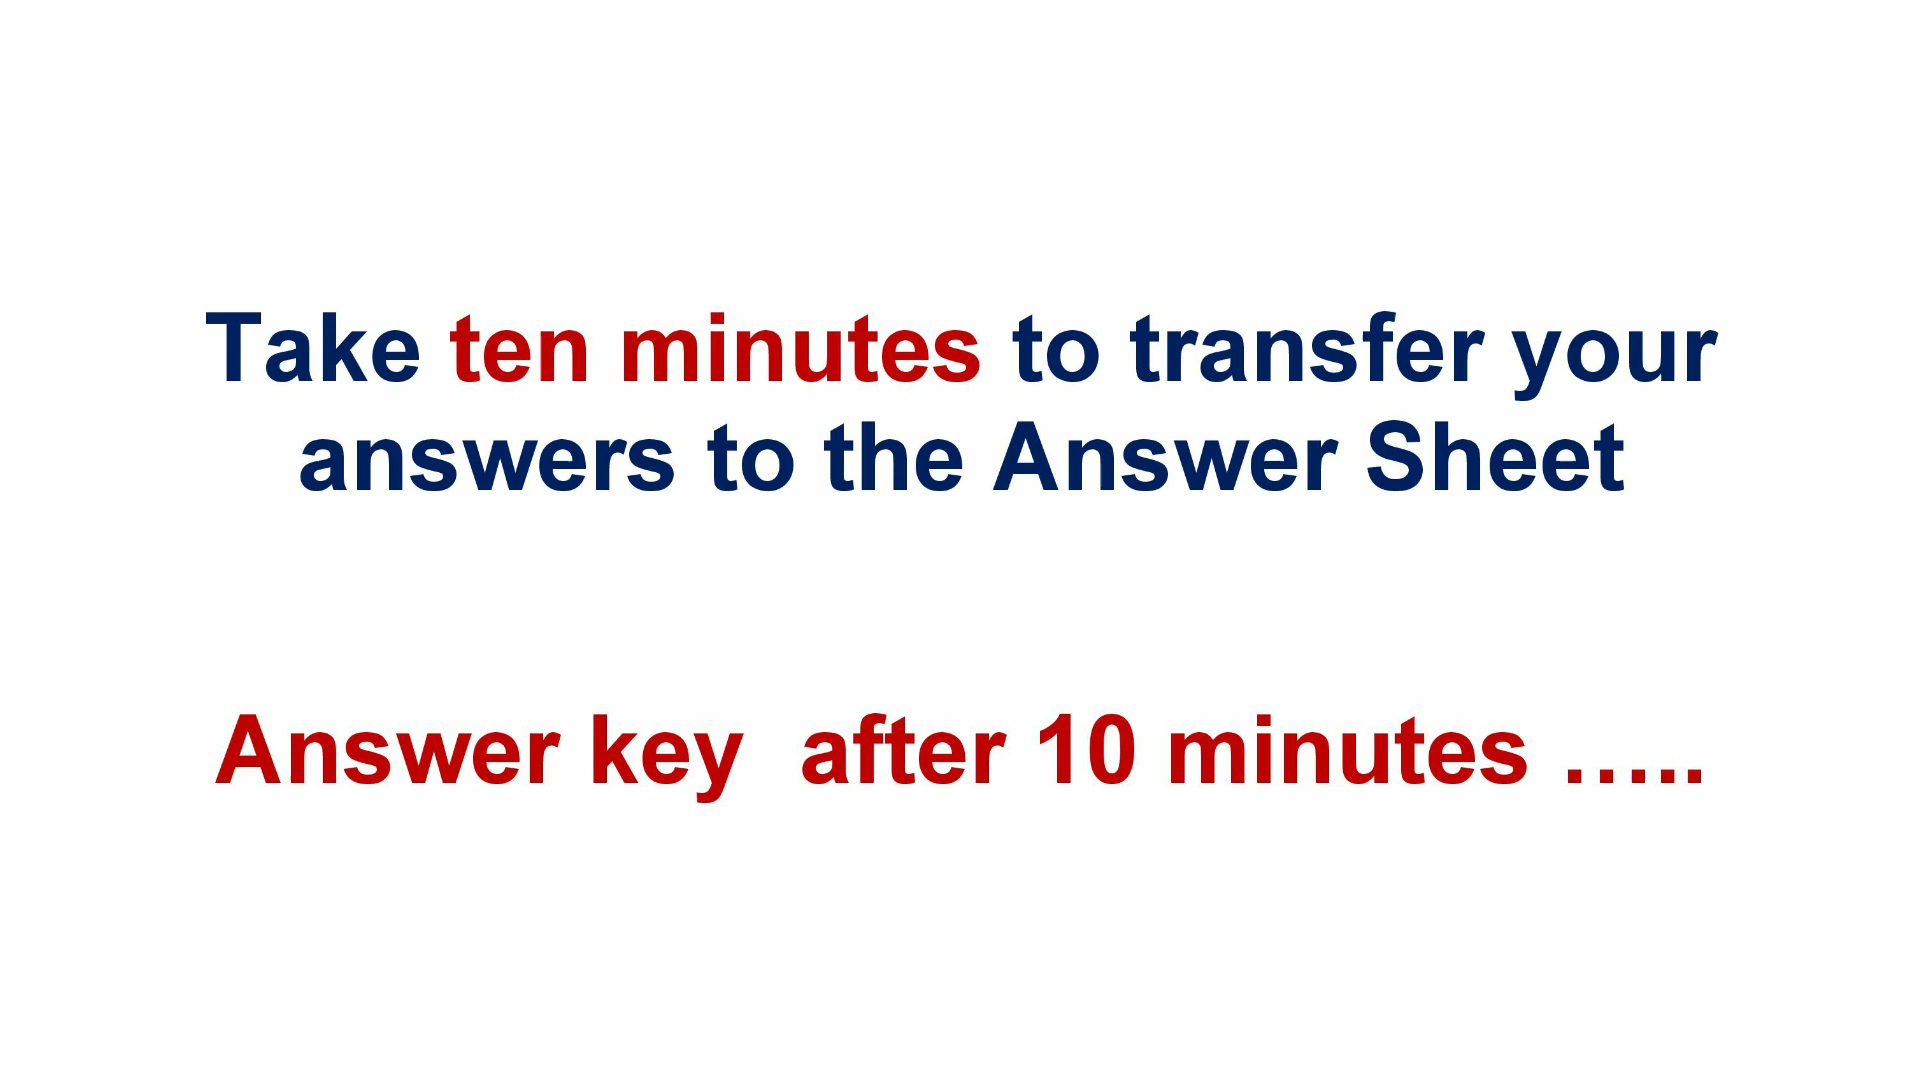 Take ten minutes to transfer your
answers to the Answer Sheet
Answer key  after 10 minutes …..